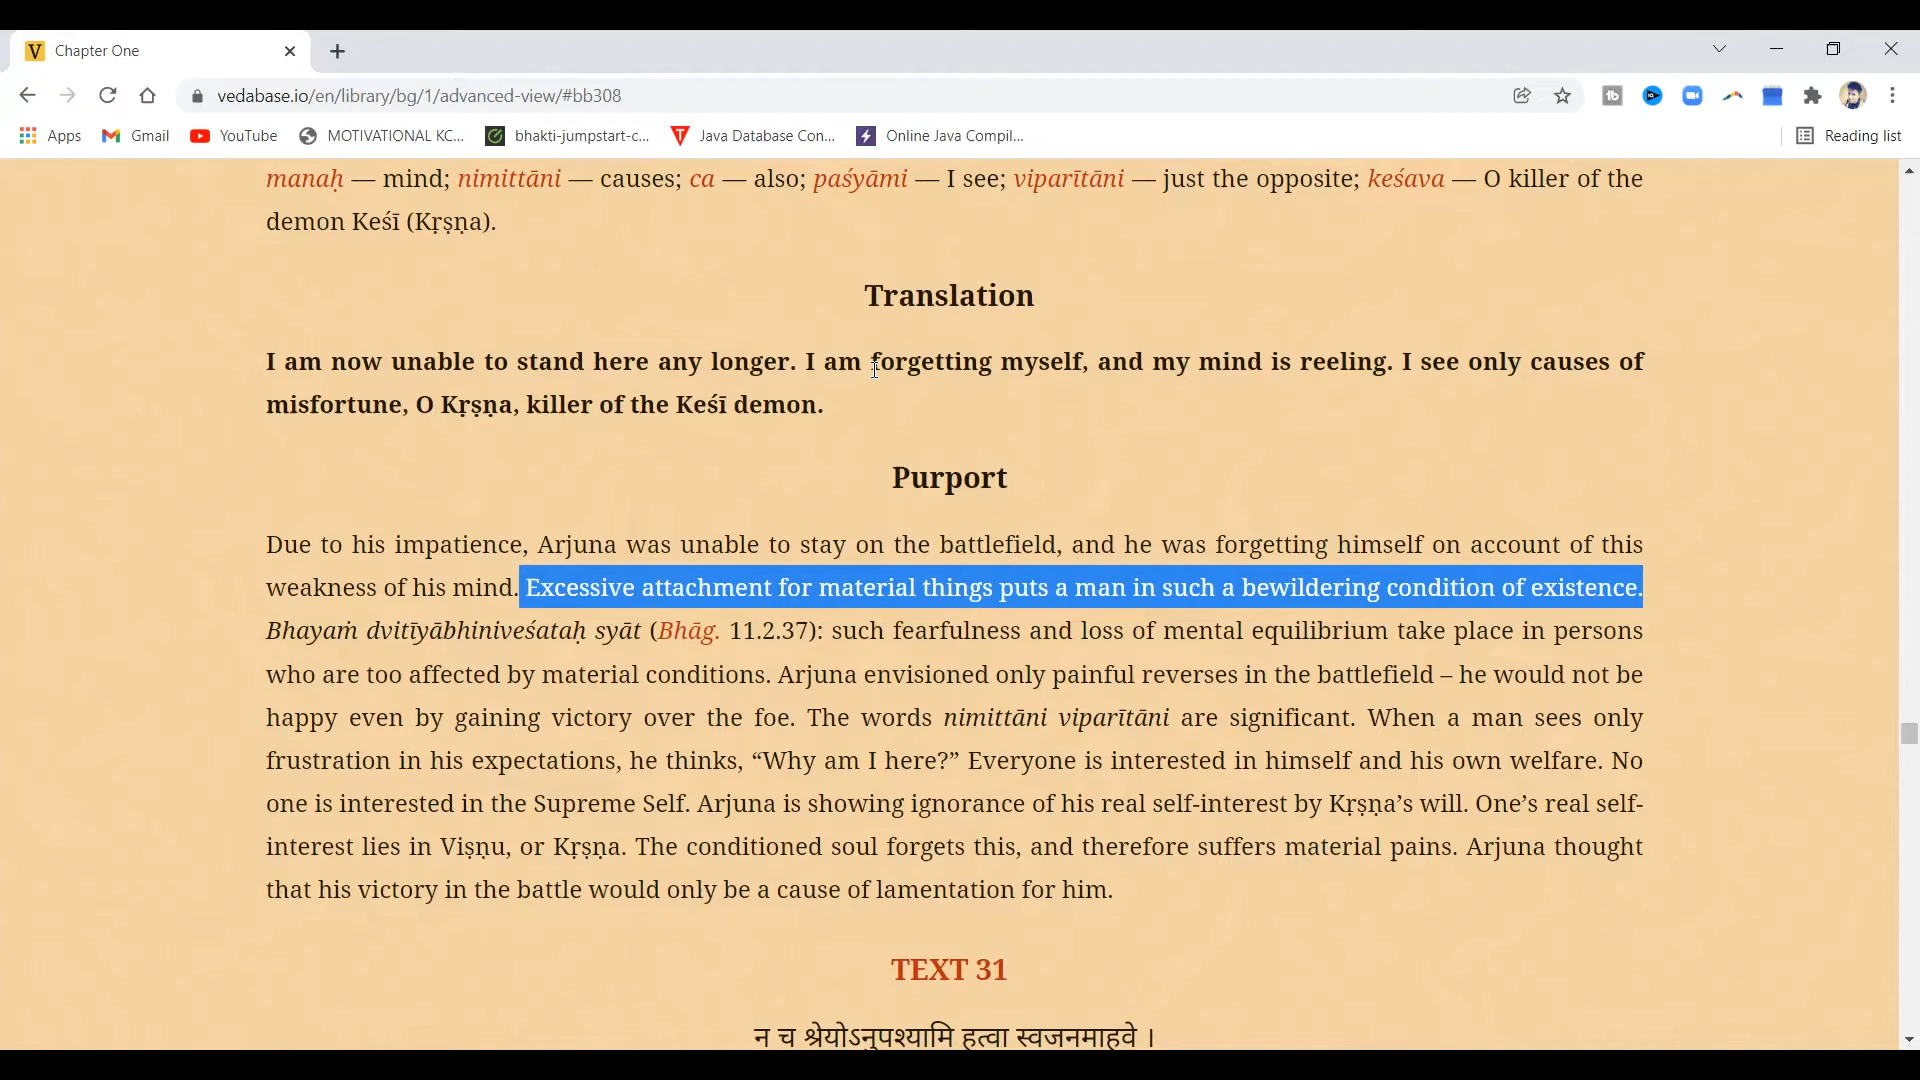 Chapter One
vedabase.io/en/library/bg/1/advanced-view/#bb308
Apps Gmail YouTube MOTIVATIONAL KC... bhakti-jumpstart-c... Java Database Con... Online Java Compil... Reading list
manaḥ — mind; nimittāni — causes; ca — also; paśyāmi — I see; viparītāni — just the opposite; keśava — O killer of the
demon Keśī (Kṛṣṇa).
Translation
I am now unable to stand here any longer. I am forgetting myself, and my mind is reeling. I see only causes of
misfortune, O Kṛṣṇa, killer of the Keśī demon.
Purport
Due to his impatience, Arjuna was unable to stay on the battlefield, and he was forgetting himself on account of this
weakness of his mind. Excessive attachment for material things puts a man in such a bewildering condition of existence.
Bhayaṁ dvitīyābhiniveśataḥ syāt (Bhāg. 11.2.37): such fearfulness and loss of mental equilibrium take place in persons
who are too affected by material conditions. Arjuna envisioned only painful reverses in the battlefield – he would not be
happy even by gaining victory over the foe. The words nimittāni viparītāni are significant. When a man sees only
frustration in his expectations, he thinks, “Why am I here?” Everyone is interested in himself and his own welfare. No
one is interested in the Supreme Self. Arjuna is showing ignorance of his real self-interest by Kṛṣṇa’s will. One’s real self-
interest lies in Viṣṇu, or Kṛṣṇa. The conditioned soul forgets this, and therefore suffers material pains. Arjuna thought
that his victory in the battle would only be a cause of lamentation for him.
TEXT 31
न च श्रेयोऽनुपश्यामि हत्वा स्वजनमाहवे ।